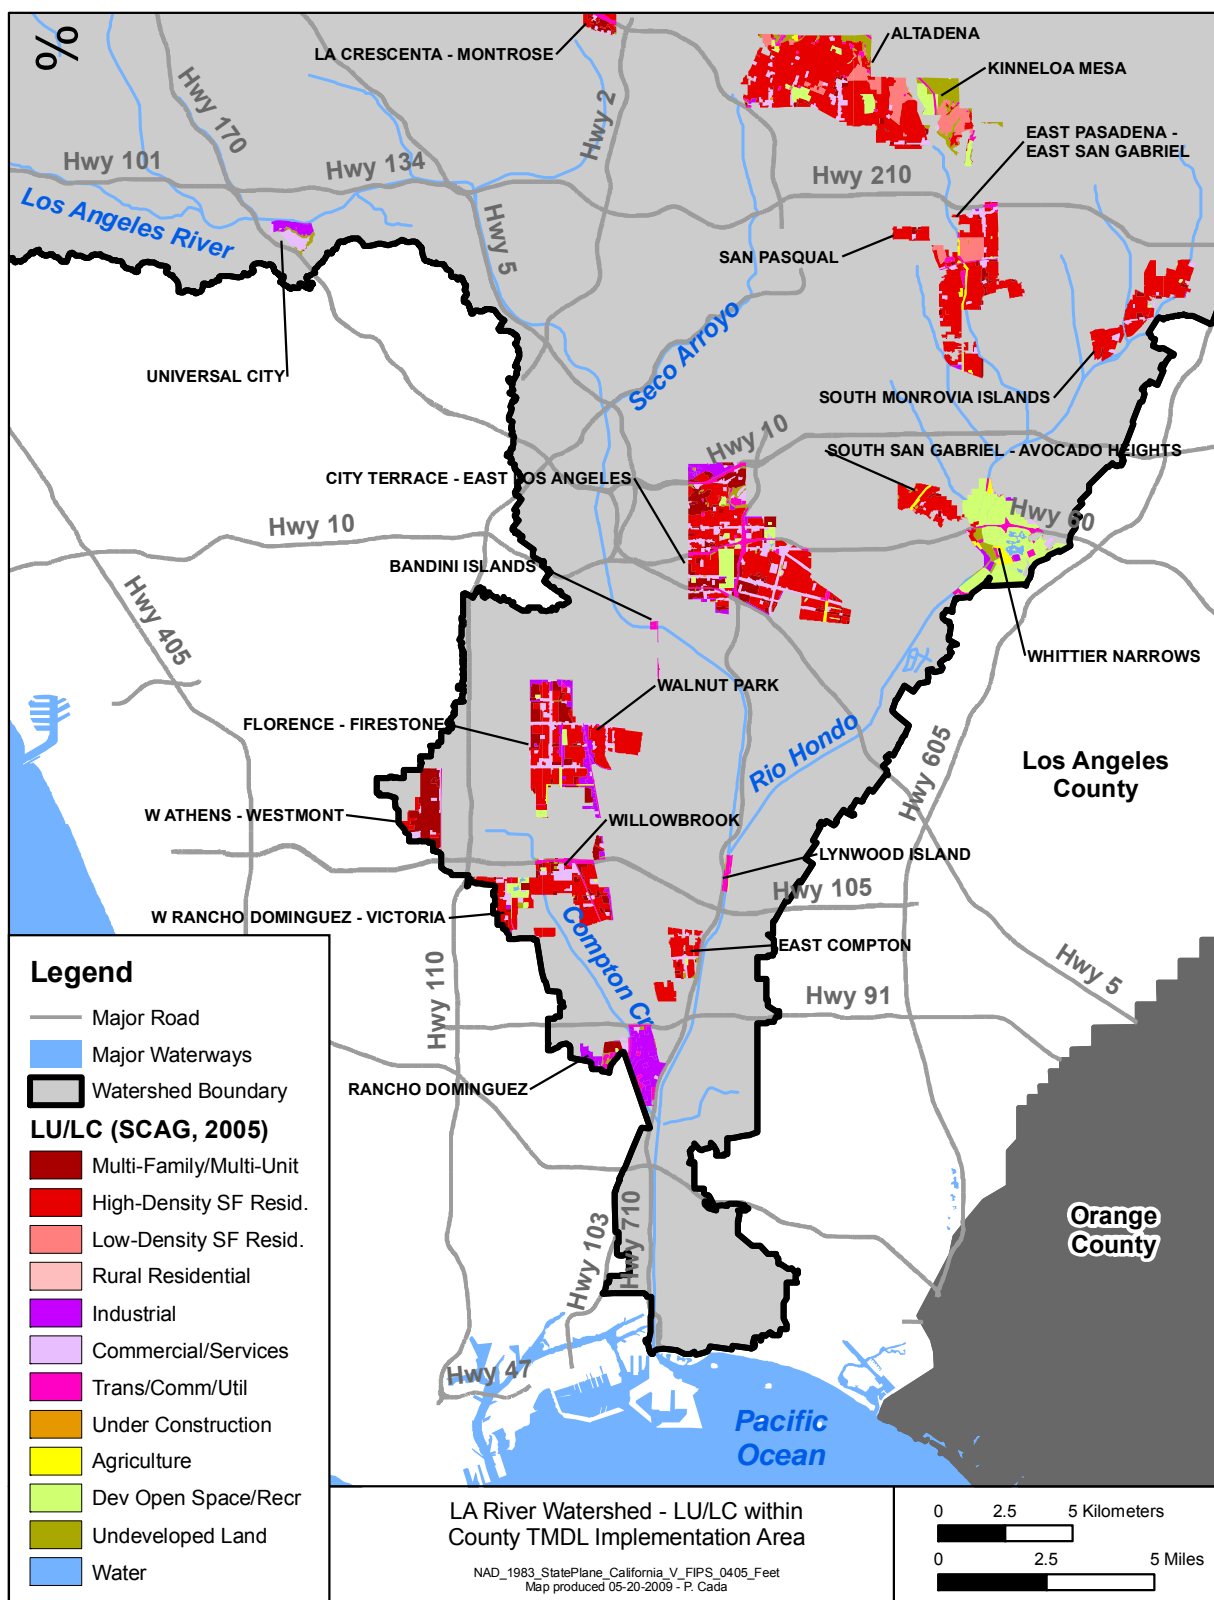 %
LA CRESCENTA - MONTROSE
ALTADENA
KINNELOA MESA
EAST PASADENA -
EAST SAN GABRIEL
Hwy 170
Hwy 2
Hwy 101
Hwy 134
Hwy 210
Los Angeles River
Hwy 5
SAN PASQUAL
UNIVERSAL CITY
Seco Arroyo
SOUTH MONROVIA ISLANDS
Hwy 10
SOUTH SAN GABRIEL - AVOCADO HEIGHTS
CITY TERRACE - EAST LOS ANGELES
Hwy 10
Hwy 60
BANDINI ISLANDS
Hwy 405
WHITTIER NARROWS
WALNUT PARK
FLORENCE - FIRESTONE
Rio Hondo
Hwy 605
Los Angeles
County
W ATHENS - WESTMONT
WILLOWBROOK
LYNWOOD ISLAND
Hwy 105
W RANCHO DOMINGUEZ - VICTORIA
Compton Cr
EAST COMPTON
Hwy 110
Hwy 5
Hwy 91
RANCHO DOMINGUEZ
Hwy 103
Hwy 710
Orange
County
Hwy 47
Pacific
Ocean
Legend
Major Road
Major Waterways
Watershed Boundary
LU/LC (SCAG, 2005)
Multi-Family/Multi-Unit
High-Density SF Resid.
Low-Density SF Resid.
Rural Residential
Industrial
Commercial/Services
Trans/Comm/Util
Under Construction
Agriculture
Dev Open Space/Recr
Undeveloped Land
Water
LA River Watershed - LU/LC within
County TMDL Implementation Area
NAD_1983_StatePlane_California_V_FIPS_0405_Feet
Map produced 05-20-2009 - P. Cada
0 2.5 5 Kilometers
0 2.5 5 Miles